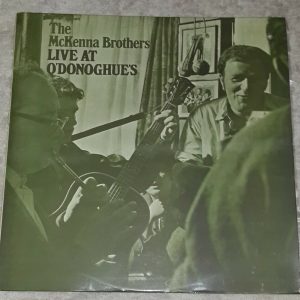 The
McKenna Brothers
LIVE AT
O'DONOGHUE'S